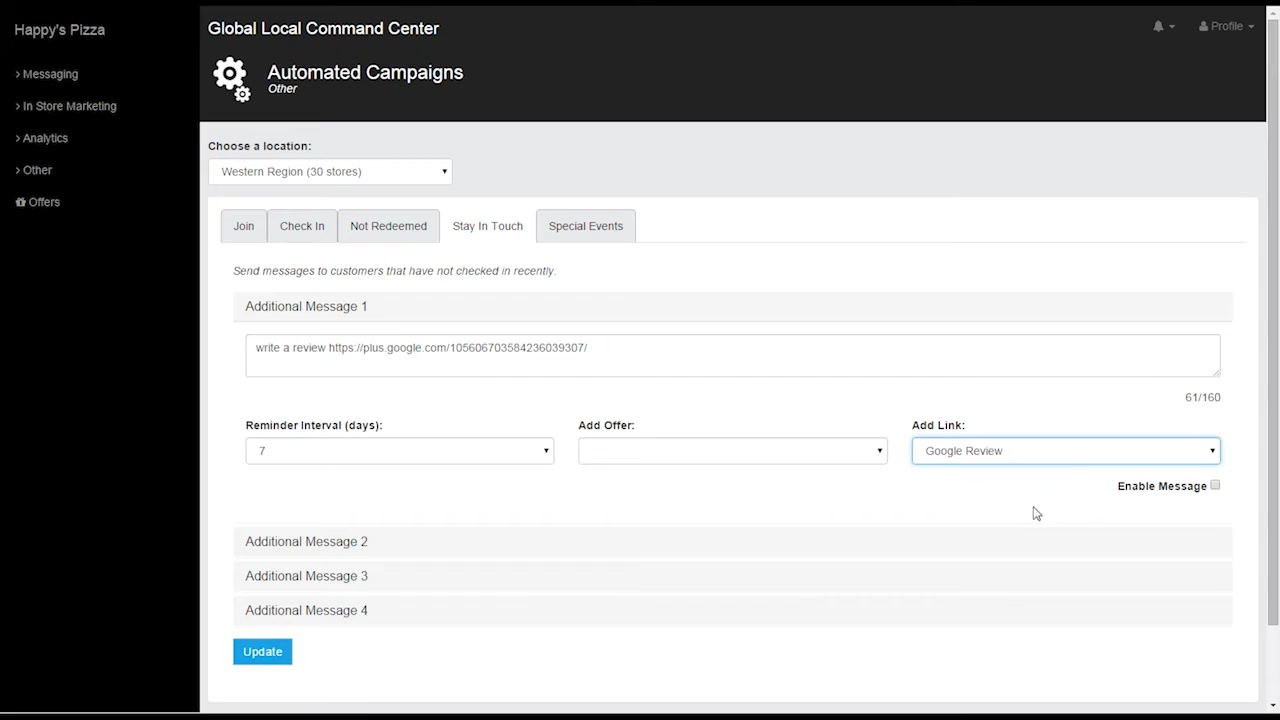 Happy's Pizza
Global Local Command Center
Profile
Automated Campaigns
Other
Messaging
In Store Marketing
Analytics
Other
Offers
Choose a location:
Western Region (30 stores)
Join Check In Not Redeemed Stay In Touch Special Events
Send messages to customers that have not checked in recently.
Additional Message 1
write a review https://plus.google.com/105606703584236039307/
61/160
Reminder Interval (days): Add Offer: Add Link:
7 Google Review
Enable Message
Additional Message 2
Additional Message 3
Additional Message 4
Update